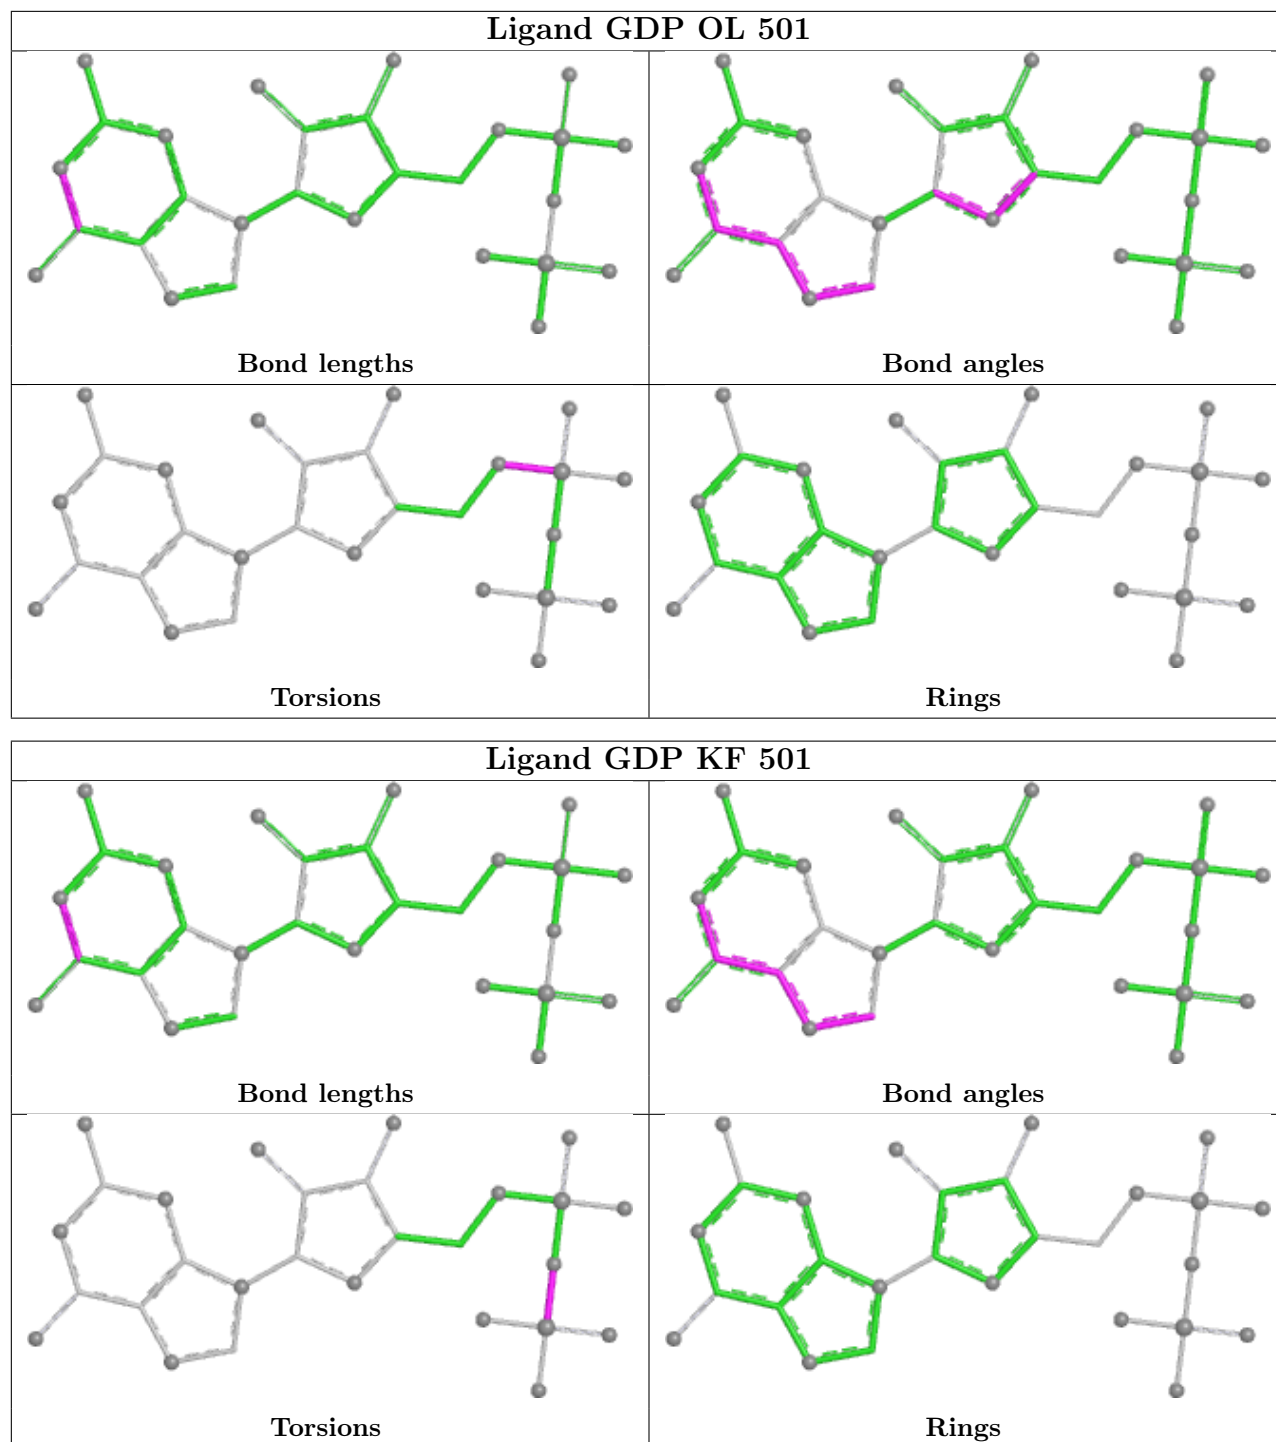 Ligand GDP OL 501
Bond lengths
Bond angles
Torsions
Rings
Ligand GDP KF 501
Bond lengths
Bond angles
Torsions
Rings